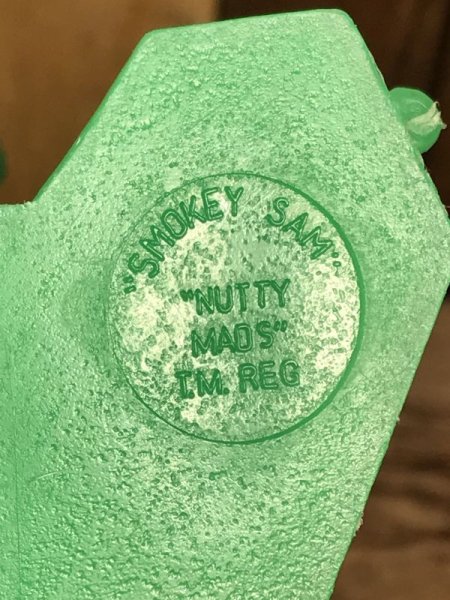 "SMOKEY SAM"
"NUTTY
MADS"
T.M. REG